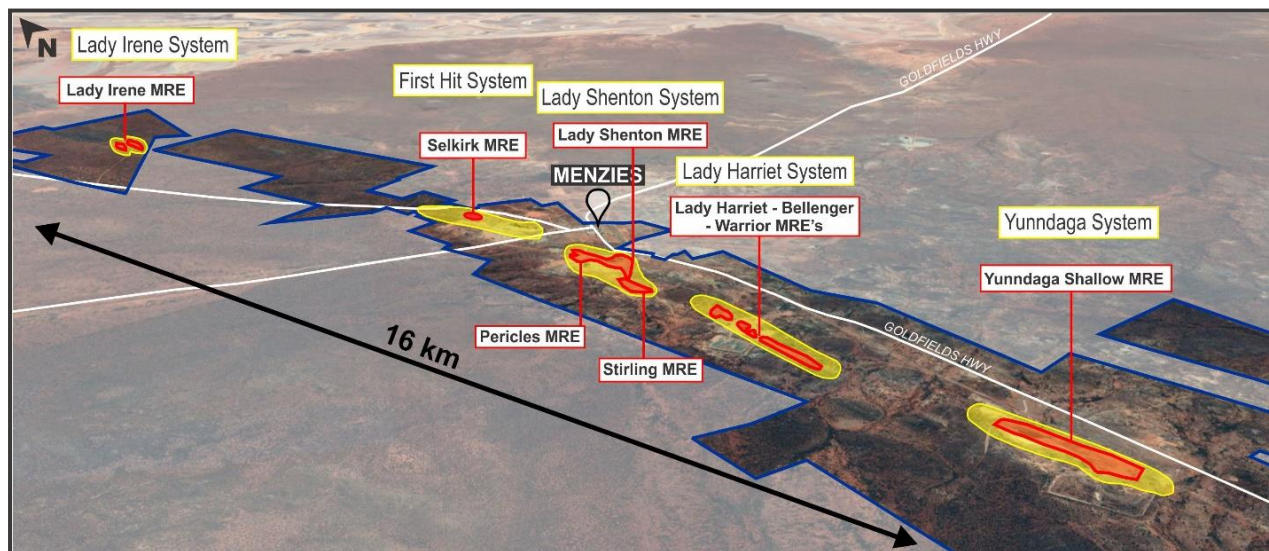 N
Lady Irene System
Lady Irene MRE
First Hit System
Selkirk MRE
Lady Shenton System
Lady Shenton MRE
MENZIES
GOLDFIELDS HWY
Lady Harriet System
Lady Harriet - Bellenger
- Warrior MRE's
Yunndaga System
Yunndaga Shallow MRE
Pericles MRE
Stirling MRE
16 km
GOLDFIELDS HWY